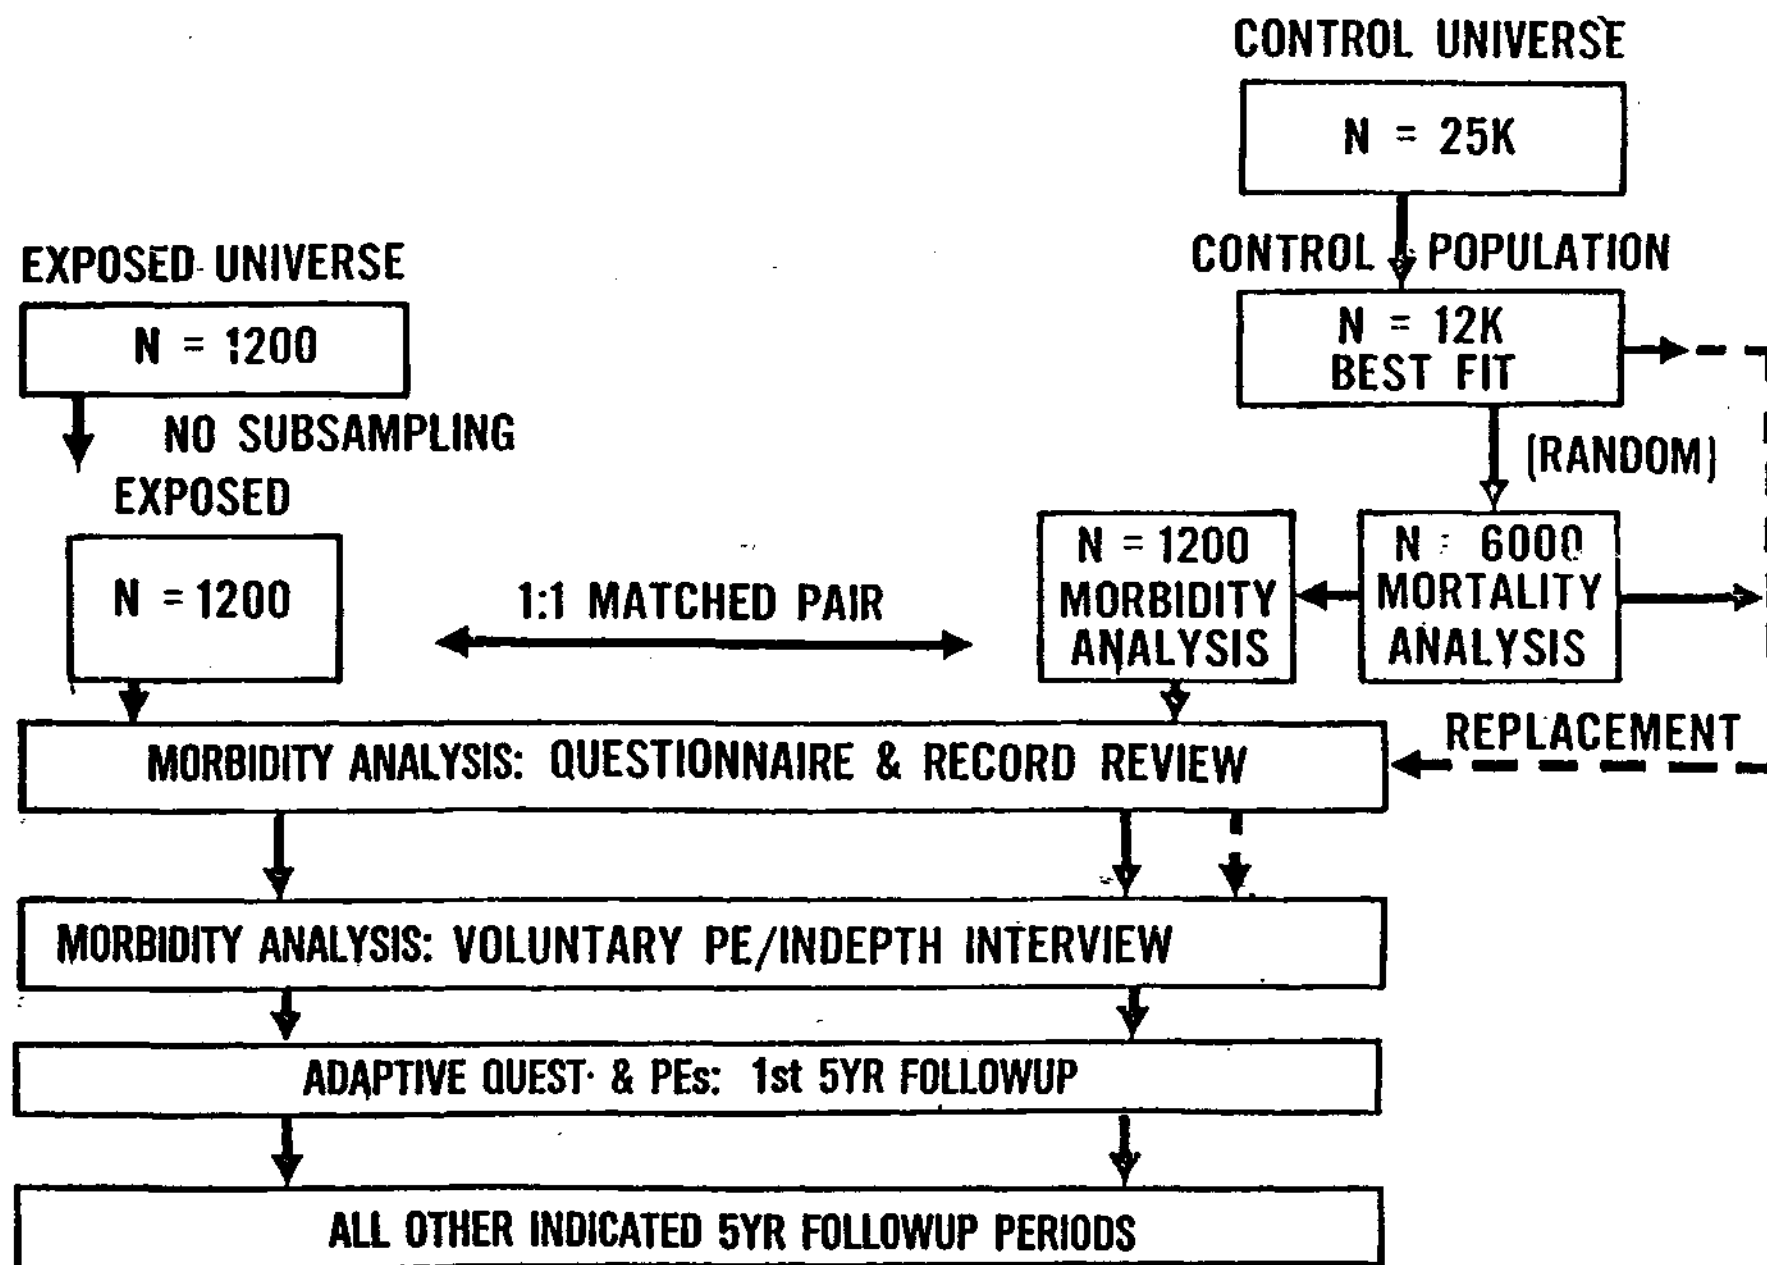 CONTROL UNIVERSE
N = 25K
CONTROL POPULATION
N = 12K
BEST FIT
(RANDOM)
EXPOSED UNIVERSE
N = 1200
NO SUBSAMPLING
EXPOSED
N = 1200
1:1 MATCHED PAIR
N = 1200
MORBIDITY
ANALYSIS
N = 6000
MORTALITY
ANALYSIS
REPLACEMENT
MORBIDITY ANALYSIS: QUESTIONNAIRE & RECORD REVIEW
MORBIDITY ANALYSIS: VOLUNTARY PE/INDEPTH INTERVIEW
ADAPTIVE QUEST. & PEs: 1st 5YR FOLLOWUP
ALL OTHER INDICATED 5YR FOLLOWUP PERIODS